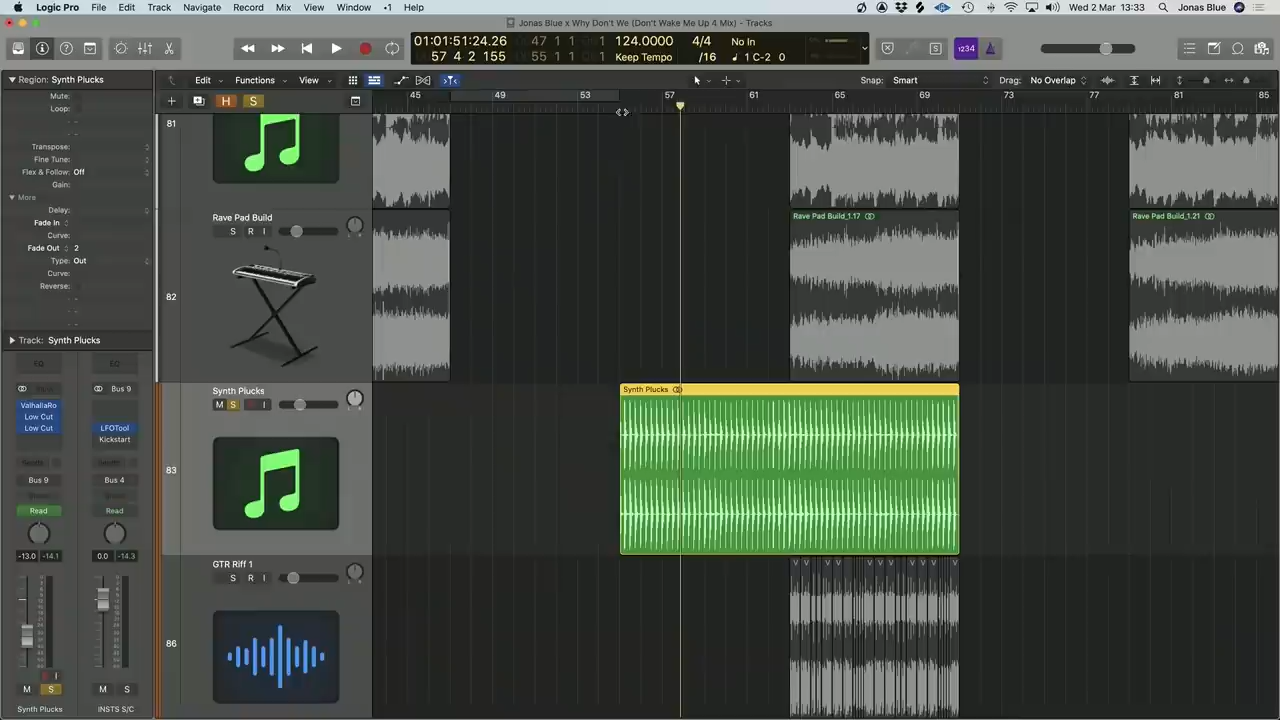 Logic Pro File Edit Track Navigate Record Mix View Window -1 Help Wed 2 Mar 13:33 Jonas Blue
Jonas Blue x Why Don't We (Don't Wake Me Up 4 Mix) - Tracks
01:01:51:24.26 47 1 1 1 124.0000 4/4 No In
57 4 2 155 55 1 1 1 Keep Tempo /16 1 C-2 0
1234
Region: Synth Plucks
Mute:
Loop:
Transpose:
Fine Tune:
Flex & Follow: Off
Gain:
More
Delay:
Fade In
Curve:
Fade Out 2
Type: Out
Curve:
Reverse:
Track: Synth Plucks
EQ EQ
Bus 9
ValhallaRo
Low Cut
Low Cut LFOTool
Kickstart
Bus 9 Bus 4
Read Read
-13.0 -14.1 0.0 -14.3
I
M S M S
Synth Plucks INSTS S/C
Edit Functions View Snap: Smart Drag: No Overlap
H S
45 49 53 57 61 65 69 73 77 81 85
81
Rave Pad Build
S R I
82
Rave Pad Build_1.17 Rave Pad Build_1.21
Synth Plucks
M S I
83
Synth Plucks
GTR Riff 1
S R I
86